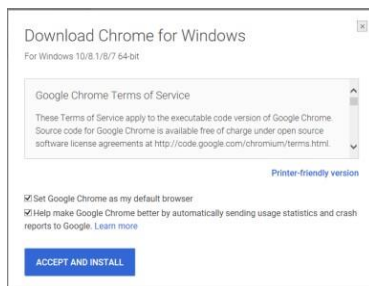 Download Chrome for Windows
For Windows 10/8.1/8/7 64-bit
Google Chrome Terms of Service
These Terms of Service apply to the executable code version of Google Chrome.
Source code for Google Chrome is available free of charge under open source
software license agreements at http://code.google.com/chromium/terms.html.
Printer-friendly version
Set Google Chrome as my default browser
Help make Google Chrome better by automatically sending usage statistics and crash
reports to Google. Learn more
ACCEPT AND INSTALL